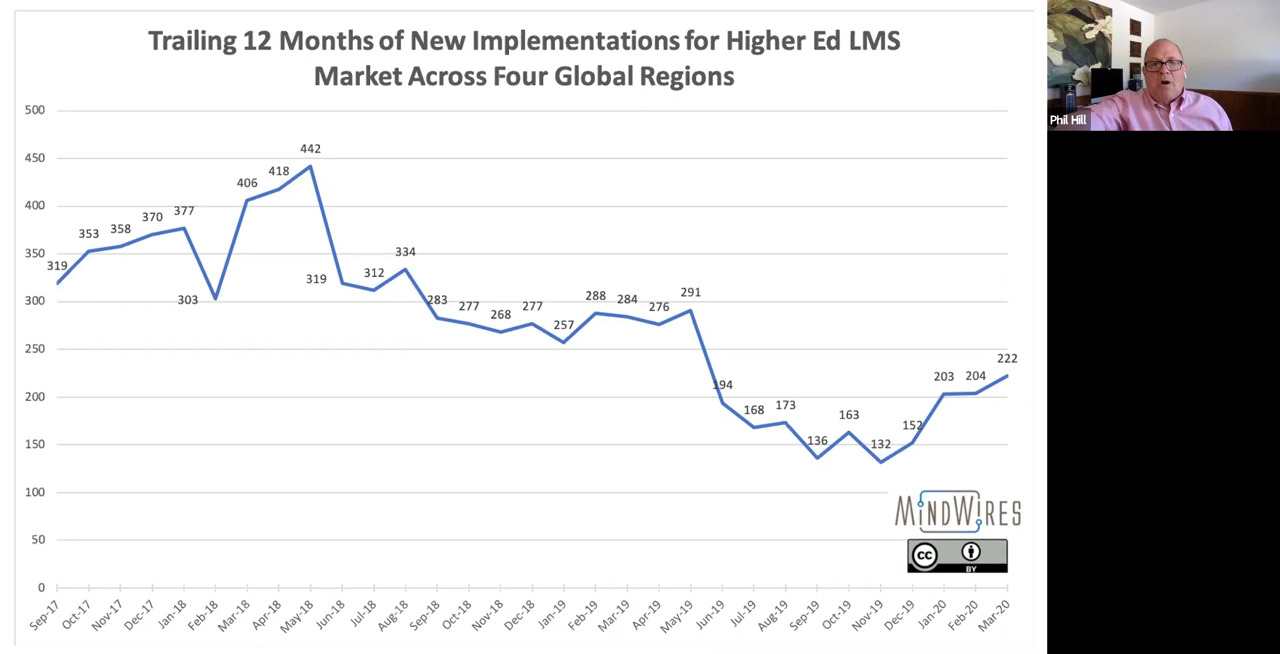 Trailing 12 Months of New Implementations for Higher Ed LMS
Market Across Four Global Regions
500
450
400
350
300
250
200
150
100
50
0
319
353
358
370
377
303
406
418
442
319
312
334
283
277
268
277
257
288
284
276
291
194
168
173
136
163
132
152
203
204
222
Sep-17
Oct-17
Nov-17
Dec-17
Jan-18
Feb-18
Mar-18
Apr-18
May-18
Jun-18
Jul-18
Aug-18
Sep-18
Oct-18
Nov-18
Dec-18
Jan-19
Feb-19
Mar-19
Apr-19
May-19
Jun-19
Jul-19
Aug-19
Sep-19
Oct-19
Nov-19
Dec-19
Jan-20
Feb-20
Mar-20
MINDWIRES
cc
BY
Phil Hill